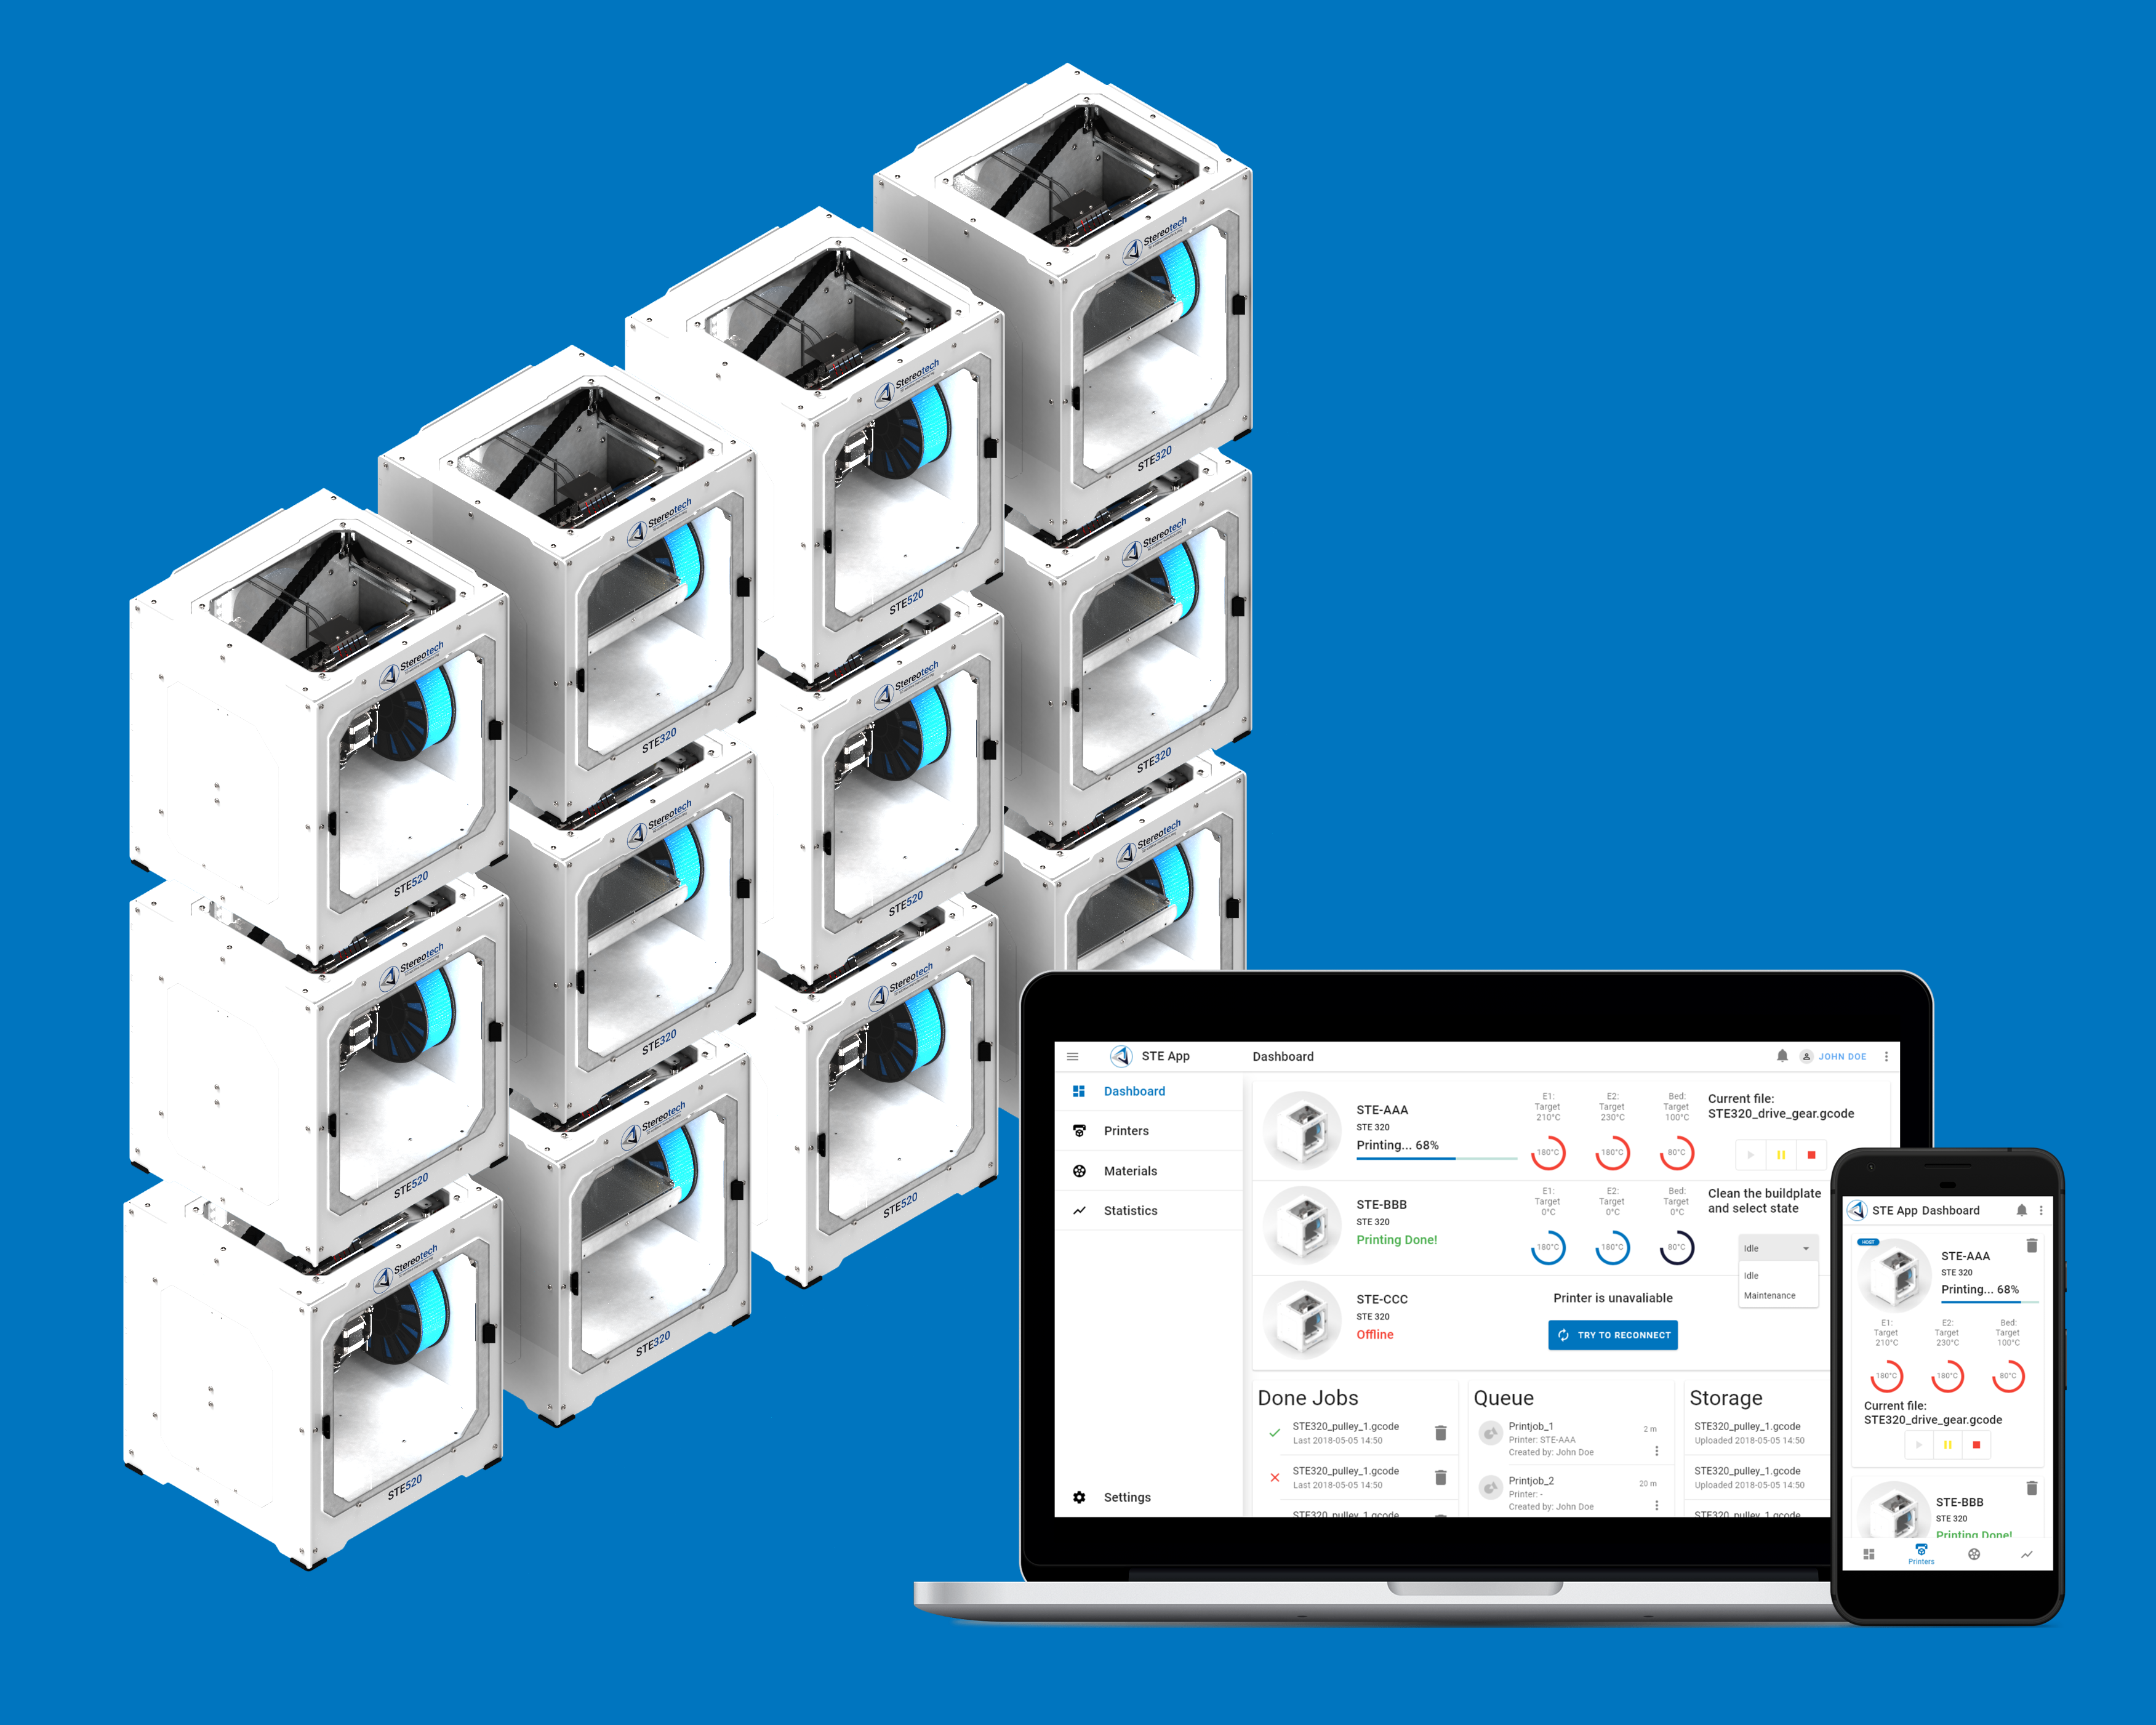 Stereotech
STE320
Stereotech
STE520
Stereotech
STE320
Stereotech
STE320
Stereotech
STE520
Stereotech
STE520
Stereotech
STE320
Stereotech
Stereotech
STE520
Stereotech
STE320
Stereotech
STE520
Stereotech
STE520
STE App
Dashboard
JOHN DOE
Dashboard
Printers
Materials
Statistics
Settings
STE-AAA
STE 320
Printing... 68%
E1:
Target
210°C
180°C
E2:
Target
230°C
180°C
Bed:
Target
100°C
80°C
Current file:
STE320_drive_gear.gcode
STE-BBB
STE 320
Printing Done!
E1:
Target
0°C
180°C
E2:
Target
0°C
180°C
Bed:
Target
0°C
80°C
Clean the buildplate
and select state
Idle
Idle
Maintenance
STE-CCC
STE 320
Offline
Printer is unavaliable
TRY TO RECONNECT
Done Jobs
STE320_pulley_1.gcode
Last 2018-05-05 14:50
STE320_pulley_1.gcode
Last 2018-05-05 14:50
STE320_pulley_1.gcode
Queue
Printjob_1
2 m
Printer: STE-AAA
Created by: John Doe
Printjob_2
20 m
Printer: -
Created by: John Doe
Storage
STE320_pulley_1.gcode
Uploaded 2018-05-05 14:50
STE320_pulley_1.gcode
Uploaded 2018-05-05 14:50
STE320_pulley_1.gcode
STE App Dashboard
HOST
STE-AAA
STE 320
Printing... 68%
E1:
Target
210°C
180°C
E2:
Target
230°C
180°C
Bed:
Target
100°C
80°C
Current file:
STE320_drive_gear.gcode
STE-BBB
STE 320
Printing Done!
Printers